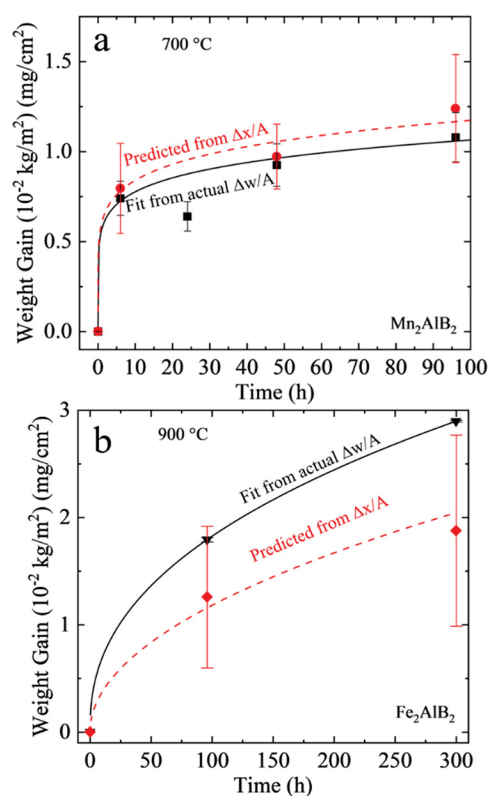 a
700 °C
Weight Gain (10⁻² kg/m²) (mg/cm²)
1.5
1.0
0.5
0.0
Predicted from Δx/A
Fit from actual Δw/A
Mn₂AlB₂
0 10 20 30 40 50 60 70 80 90 100
Time (h)
b
900 °C
Weight Gain (10⁻² kg/m²) (mg/cm²)
3
2
1
0
Fit from actual Δw/A
Predicted from Δx/A
Fe₂AlB₂
0 50 100 150 200 250 300
Time (h)